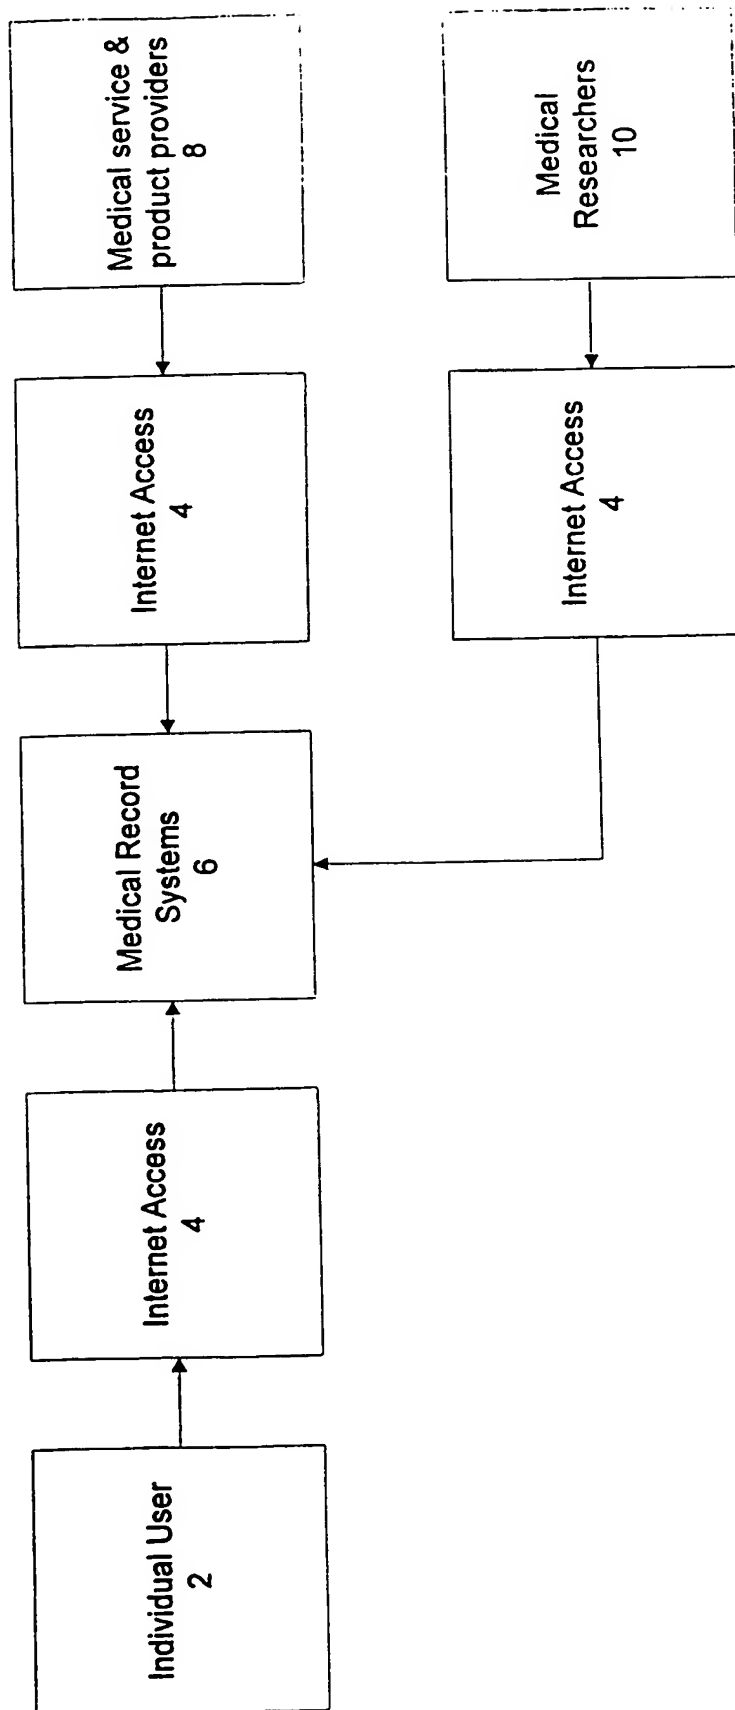 Individual User
2
Internet Access
4
Medical Record
Systems
6
Internet Access
4
Medical service &
product providers
8
Internet Access
4
Medical
Researchers
10